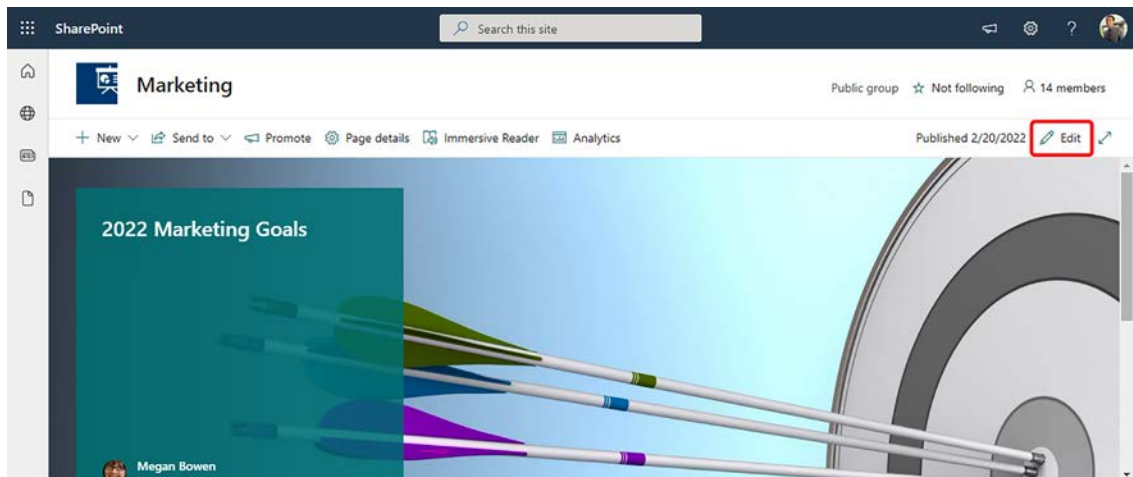 SharePoint
Search this site
?
Marketing
Public group Not following 14 members
New Send to Promote Page details Immersive Reader Analytics
Published 2/20/2022 Edit
2022 Marketing Goals
Megan Bowen